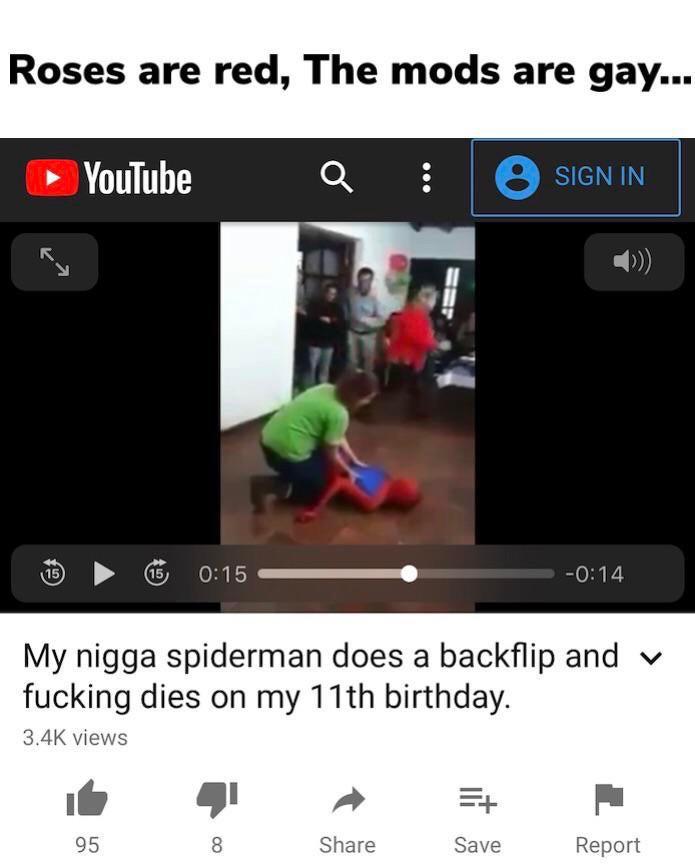 Roses are red, The mods are gay...
YouTube
SIGN IN
15
15
0:15
-0:14
My nigga spiderman does a backflip and
fucking dies on my 11th birthday.
3.4K views
95
8
Share
Save
Report